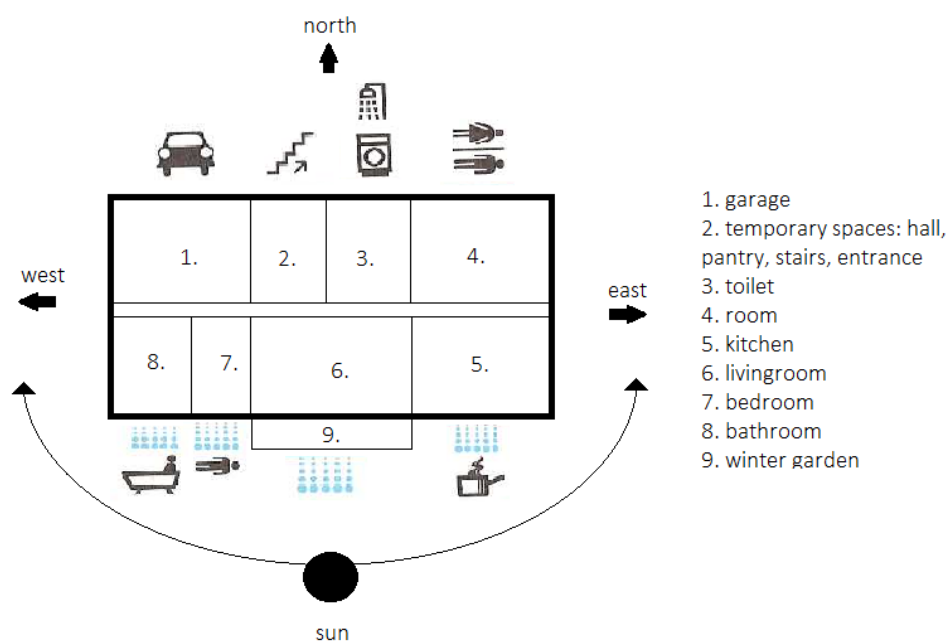 north
west
east
1.
2.
3.
4.
8.
7.
6.
5.
9.
sun
1. garage
2. temporary spaces: hall,
pantry, stairs, entrance
3. toilet
4. room
5. kitchen
6. livingroom
7. bedroom
8. bathroom
9. winter garden